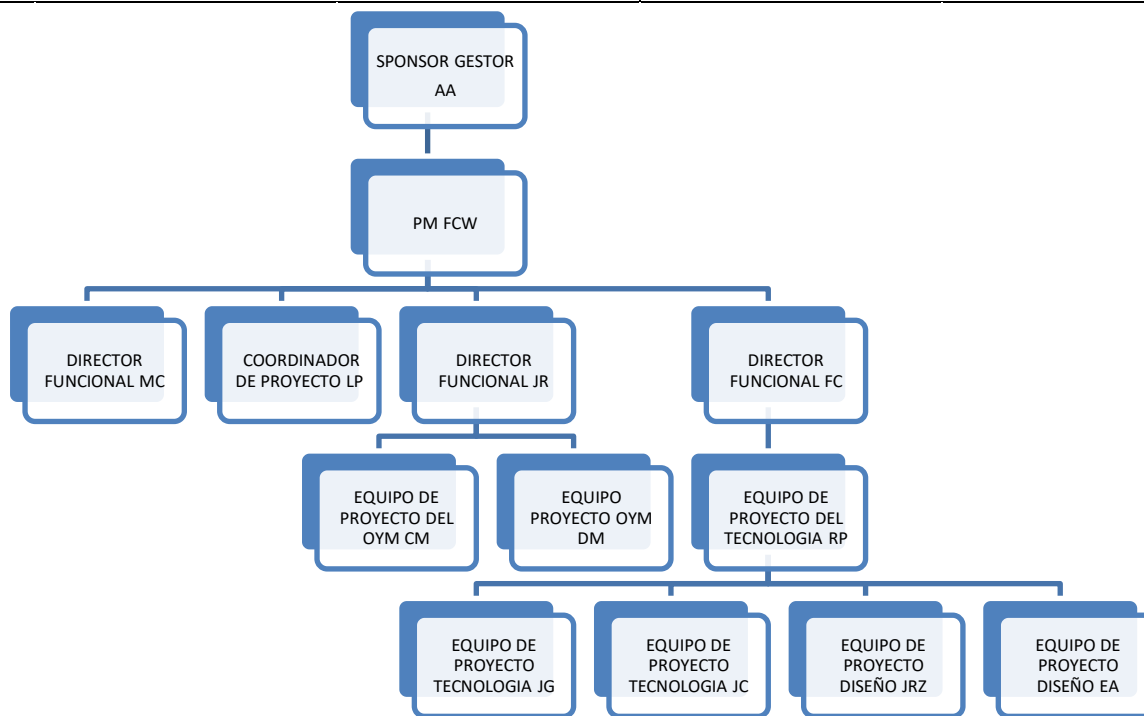 SPONSOR GESTOR
AA
PM FCW
DIRECTOR
FUNCIONAL MC
COORDINADOR
DE PROYECTO LP
DIRECTOR
FUNCIONAL JR
DIRECTOR
FUNCIONAL FC
EQUIPO DE
PROYECTO DEL
OYM CM
EQUIPO
PROYECTO OYM
DM
EQUIPO DE
PROYECTO DEL
TECNOLOGIA RP
EQUIPO DE
PROYECTO
TECNOLOGIA JG
EQUIPO DE
PROYECTO
TECNOLOGIA JC
EQUIPO DE
PROYECTO
DISEÑO JRZ
EQUIPO DE
PROYECTO
DISEÑO EA